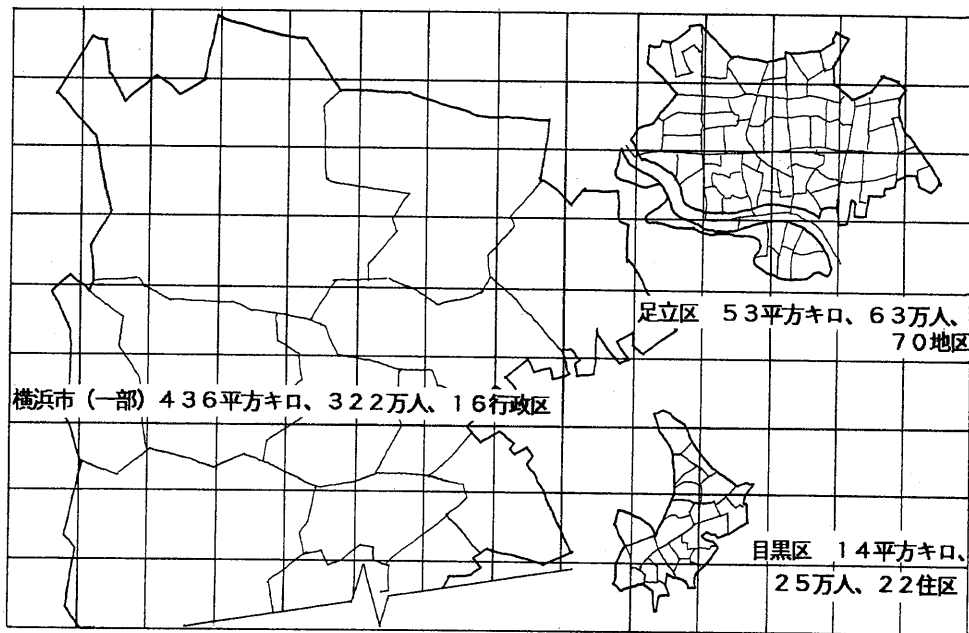 足立区　５３平方キロ、６３万人、
７０地区
横浜市（一部）４３６平方キロ、３２２万人、１６行政区
目黒区　１４平方キロ、
２５万人、２２住区